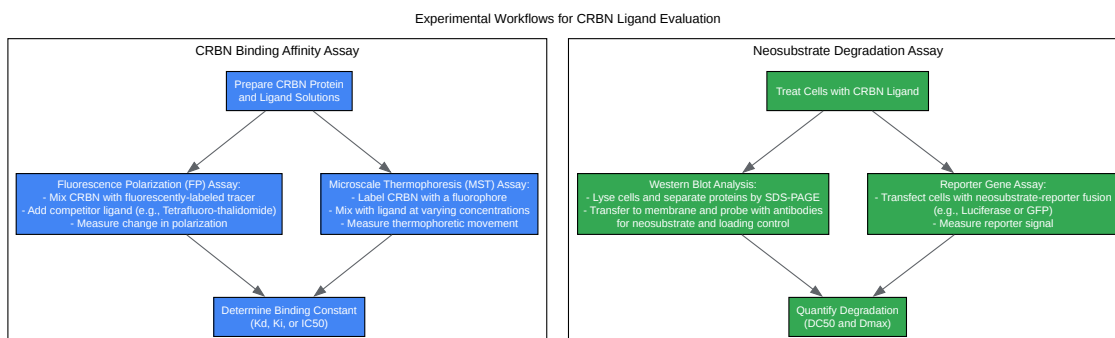 Experimental Workflows for CRBN Ligand Evaluation
CRBN Binding Affinity Assay
Prepare CRBN Protein
and Ligand Solutions
Fluorescence Polarization (FP) Assay:
- Mix CRBN with fluorescently-labeled tracer
- Add competitor ligand (e.g., Tetrafluoro-thalidomide)
- Measure change in polarization
Microscale Thermophoresis (MST) Assay:
- Label CRBN with a fluorophore
- Mix with ligand at varying concentrations
- Measure thermophoretic movement
Determine Binding Constant
(Kd, Ki, or IC50)
Neosubstrate Degradation Assay
Treat Cells with CRBN Ligand
Western Blot Analysis:
- Lyse cells and separate proteins by SDS-PAGE
- Transfer to membrane and probe with antibodies
for neosubstrate and loading control
Reporter Gene Assay:
- Transfect cells with neosubstrate-reporter fusion
(e.g., Luciferase or GFP)
- Measure reporter signal
Quantify Degradation
(DC50 and Dmax)